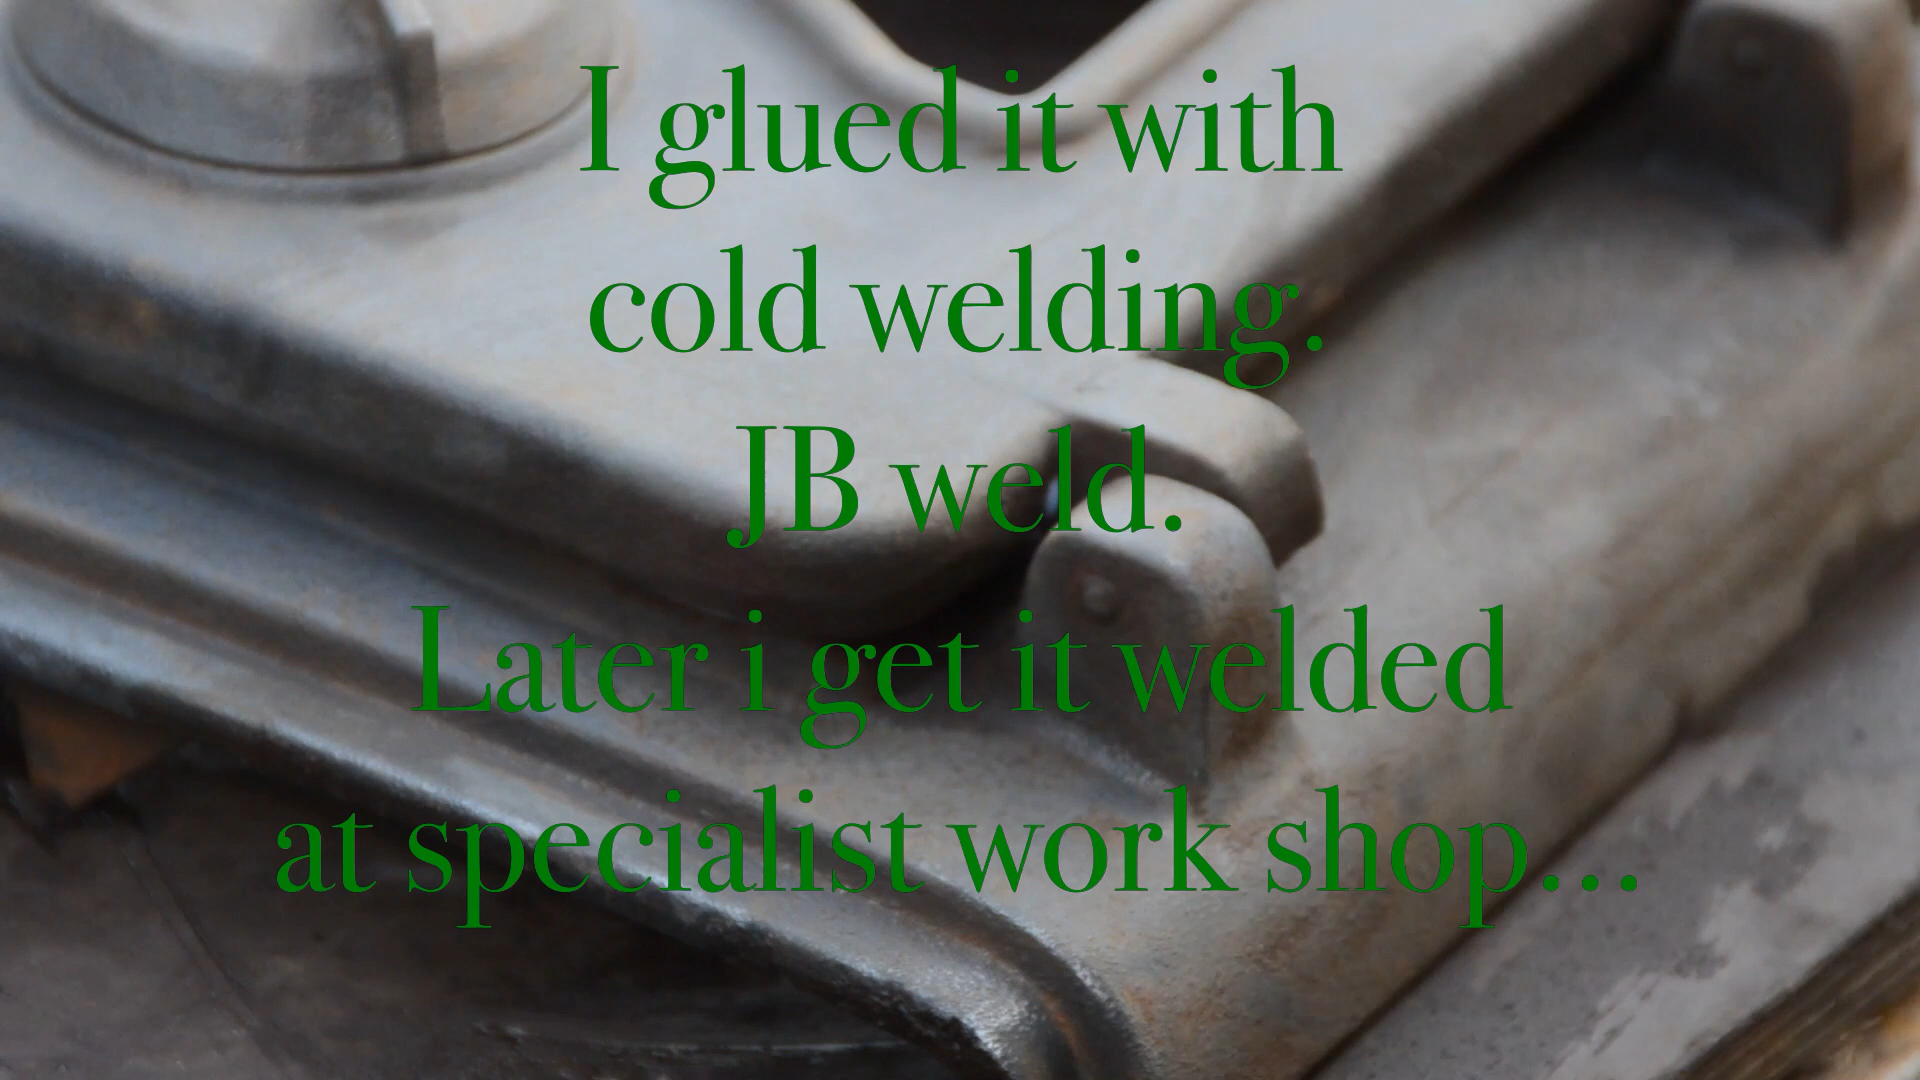 I glued it with
cold welding.
JB weld.
Later i get it welded
at specialist work shop...